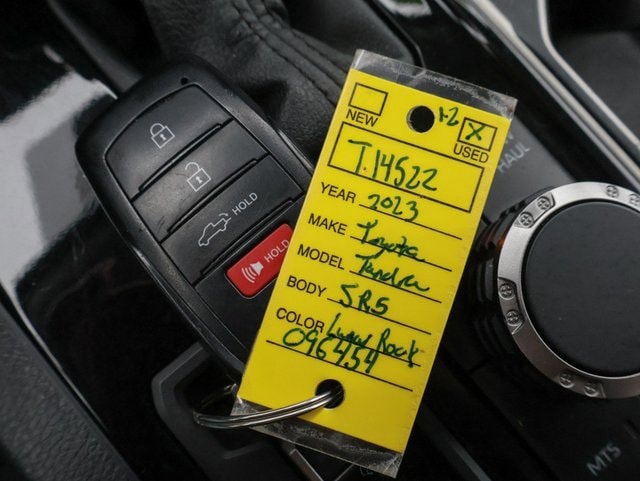 NEW
1-2
X
USED
T.14522
YEAR 2023
MAKE Toyota
MODEL Tundra
BODY SR5
COLOR Lunar Rock
096454
HOLD
HOLD
HAUL
MTS